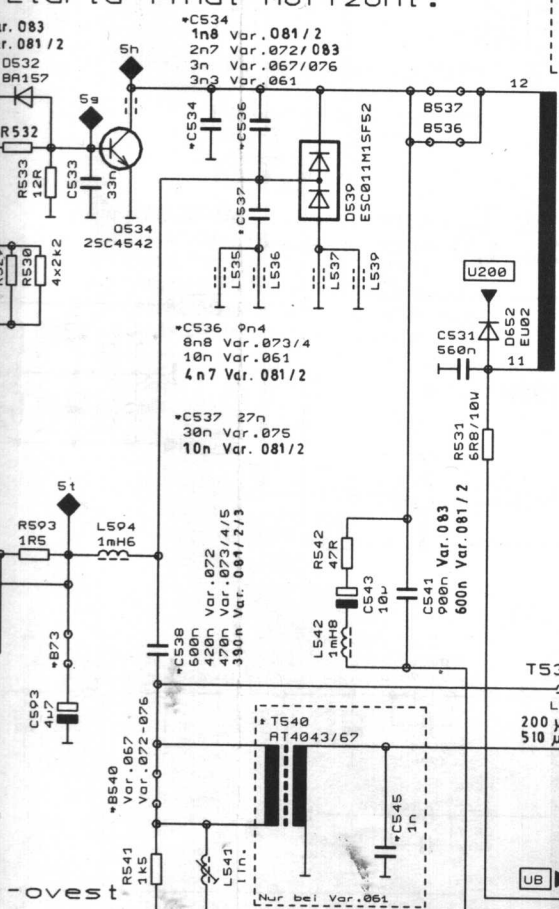 Final Horizont.
Var. 083
Var. 081/2
D532
BA157
5h
5g
*C534
1n8 Var. 081/2
2n7 Var.072/083
3n Var.067/076
3n3 Var.061
R532
R533
12R
C533
33n
Q534
2SC4542
*C534
*C536
*C537
D539
ESC011M15F52
12
B537
B536
R530
4x2k2
L535
L536
L537
L539
U200
D652
EU02
C531
560n
11
*C536 9n4
8n8 Var.073/4
10n Var.061
4n7 Var. 081/2
*C537 27n
30n Var.075
10n Var. 081/2
R531
6R8/10W
5t
R593
1R5
L594
1mH6
*B73
C593
4µ7
*C538
600n
420n Var.072
470n Var.073/4/5
390n Var. 081/2/3
R542
47R
C543
10µ
L542
1mH8
C541
900n Var. 083
600n Var. 081/2
T53
200 µ
510 µ
*B540
Var.067
Var.072-076
* T540
AT4043/67
*C545
1n
Nur bei Var.061
R541
1k5
L541
lin.
UB
-ovest